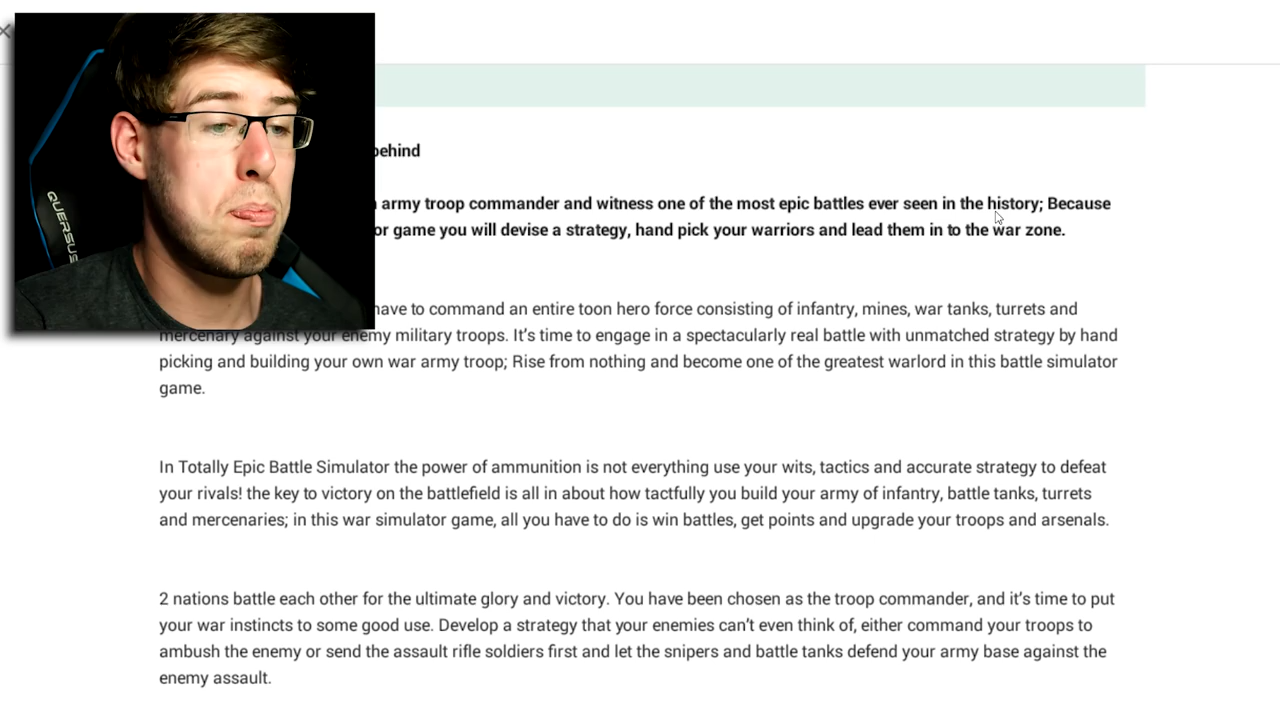 QUERSUS
behind
army troop commander and witness one of the most epic battles ever seen in the history; Because
or game you will devise a strategy, hand pick your warriors and lead them in to the war zone.
have to command an entire toon hero force consisting of infantry, mines, war tanks, turrets and
mercenary against your enemy military troops. It's time to engage in a spectacularly real battle with unmatched strategy by hand
picking and building your own war army troop; Rise from nothing and become one of the greatest warlord in this battle simulator
game.
In Totally Epic Battle Simulator the power of ammunition is not everything use your wits, tactics and accurate strategy to defeat
your rivals! the key to victory on the battlefield is all in about how tactfully you build your army of infantry, battle tanks, turrets
and mercenaries; in this war simulator game, all you have to do is win battles, get points and upgrade your troops and arsenals.
2 nations battle each other for the ultimate glory and victory. You have been chosen as the troop commander, and it's time to put
your war instincts to some good use. Develop a strategy that your enemies can't even think of, either command your troops to
ambush the enemy or send the assault rifle soldiers first and let the snipers and battle tanks defend your army base against the
enemy assault.